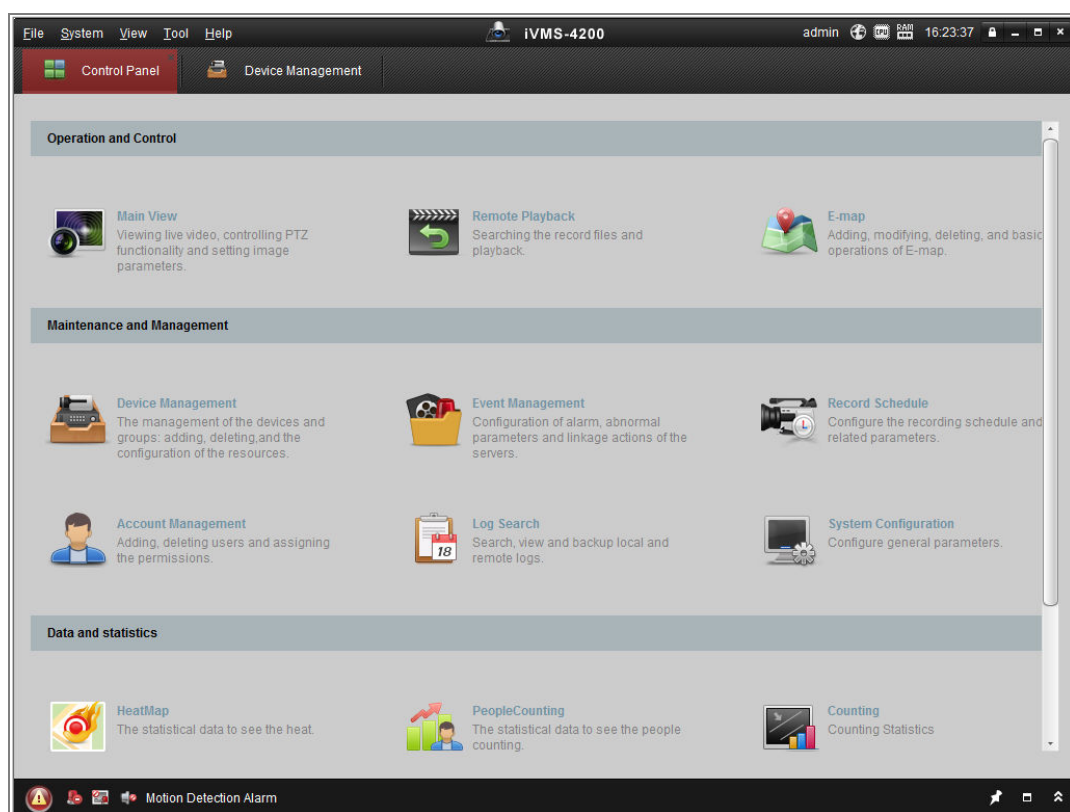 File System View Tool Help iVMS-4200 admin CPU RAM 16:23:37
Control Panel Device Management
Operation and Control
Main View
Viewing live video, controlling PTZ
functionality and setting image
parameters.
Remote Playback
Searching the record files and
playback.
E-map
Adding, modifying, deleting, and basic
operations of E-map.
Maintenance and Management
Device Management
The management of the devices and
groups: adding, deleting,and the
configuration of the resources.
Event Management
Configuration of alarm, abnormal
parameters and linkage actions of the
servers.
Record Schedule
Configure the recording schedule and
related parameters.
Account Management
Adding, deleting users and assigning
the permissions.
Log Search
Search, view and backup local and
remote logs.
18
System Configuration
Configure general parameters.
Data and statistics
HeatMap
The statistical data to see the heat.
PeopleCounting
The statistical data to see the people
counting.
Counting
Counting Statistics
Motion Detection Alarm